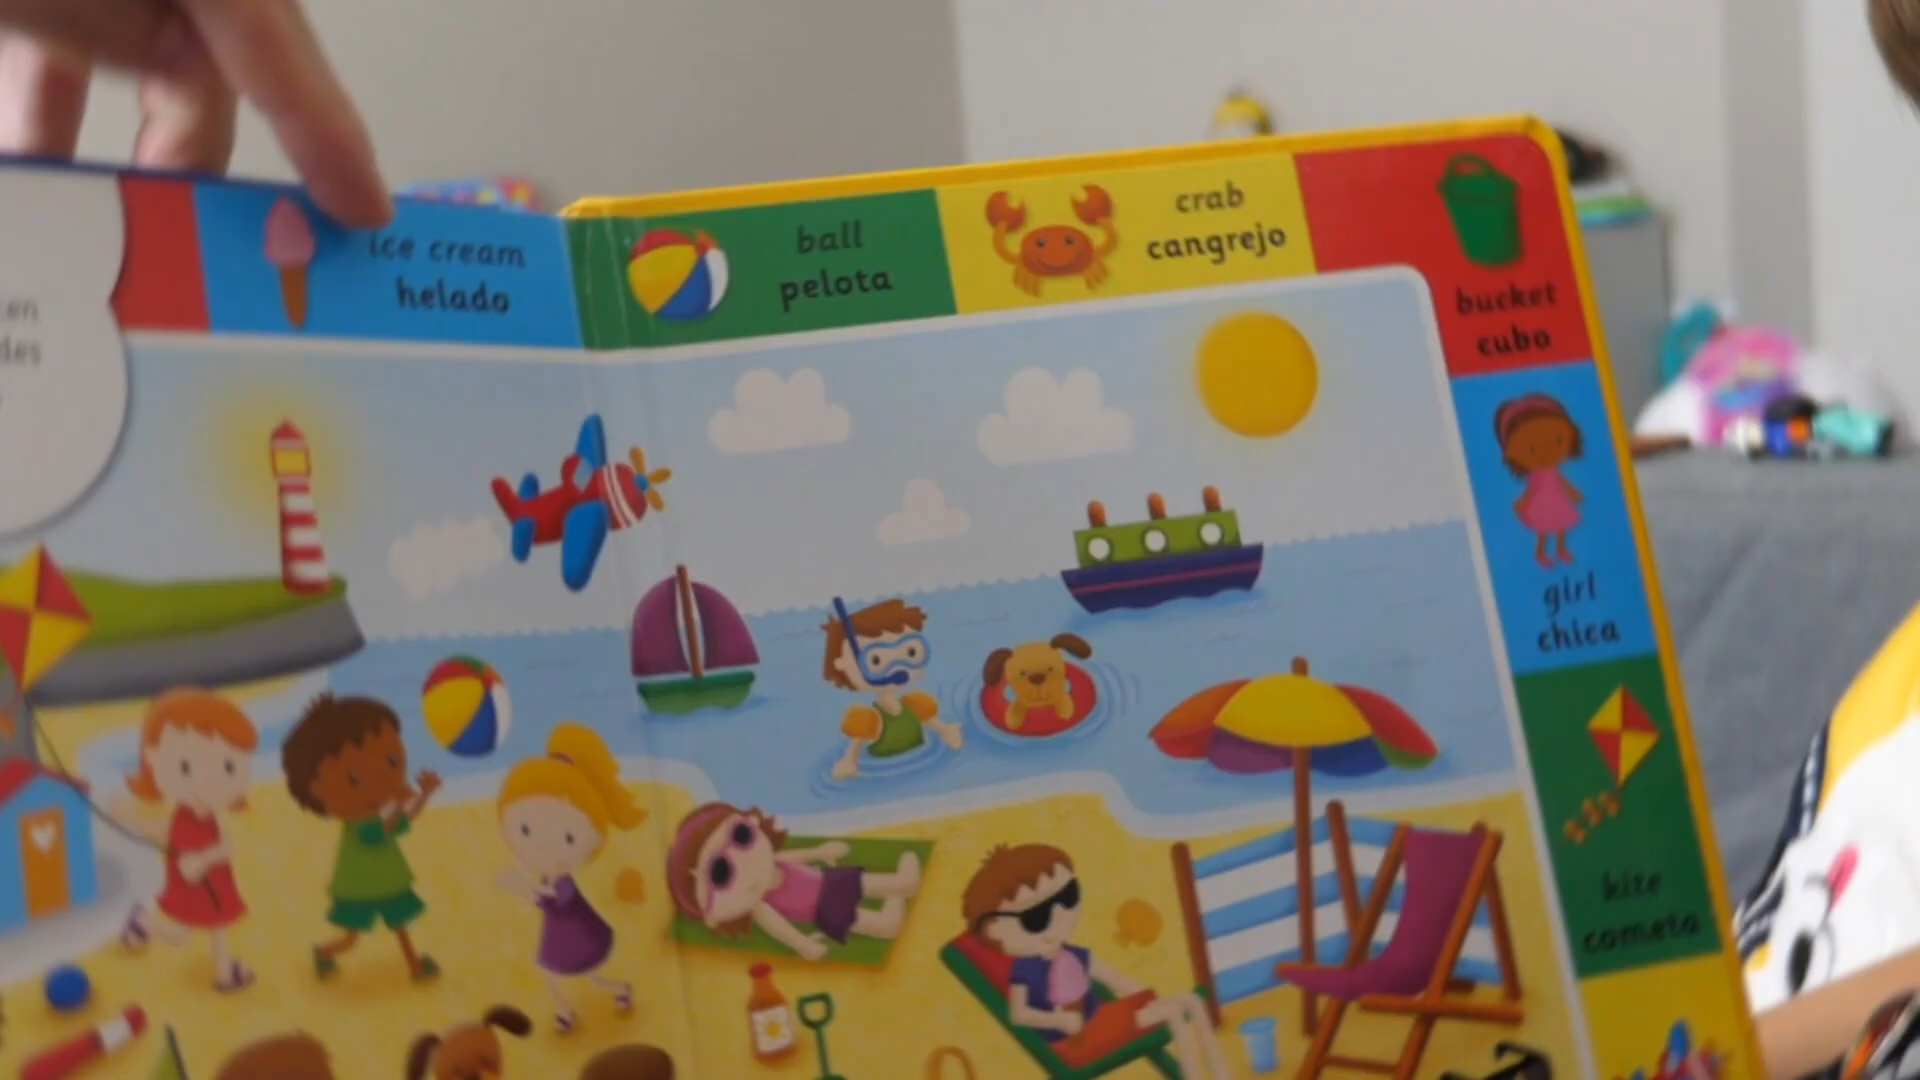 ice cream
helado
ball
pelota
crab
cangrejo
bucket
cubo
girl
chica
kite
cometa